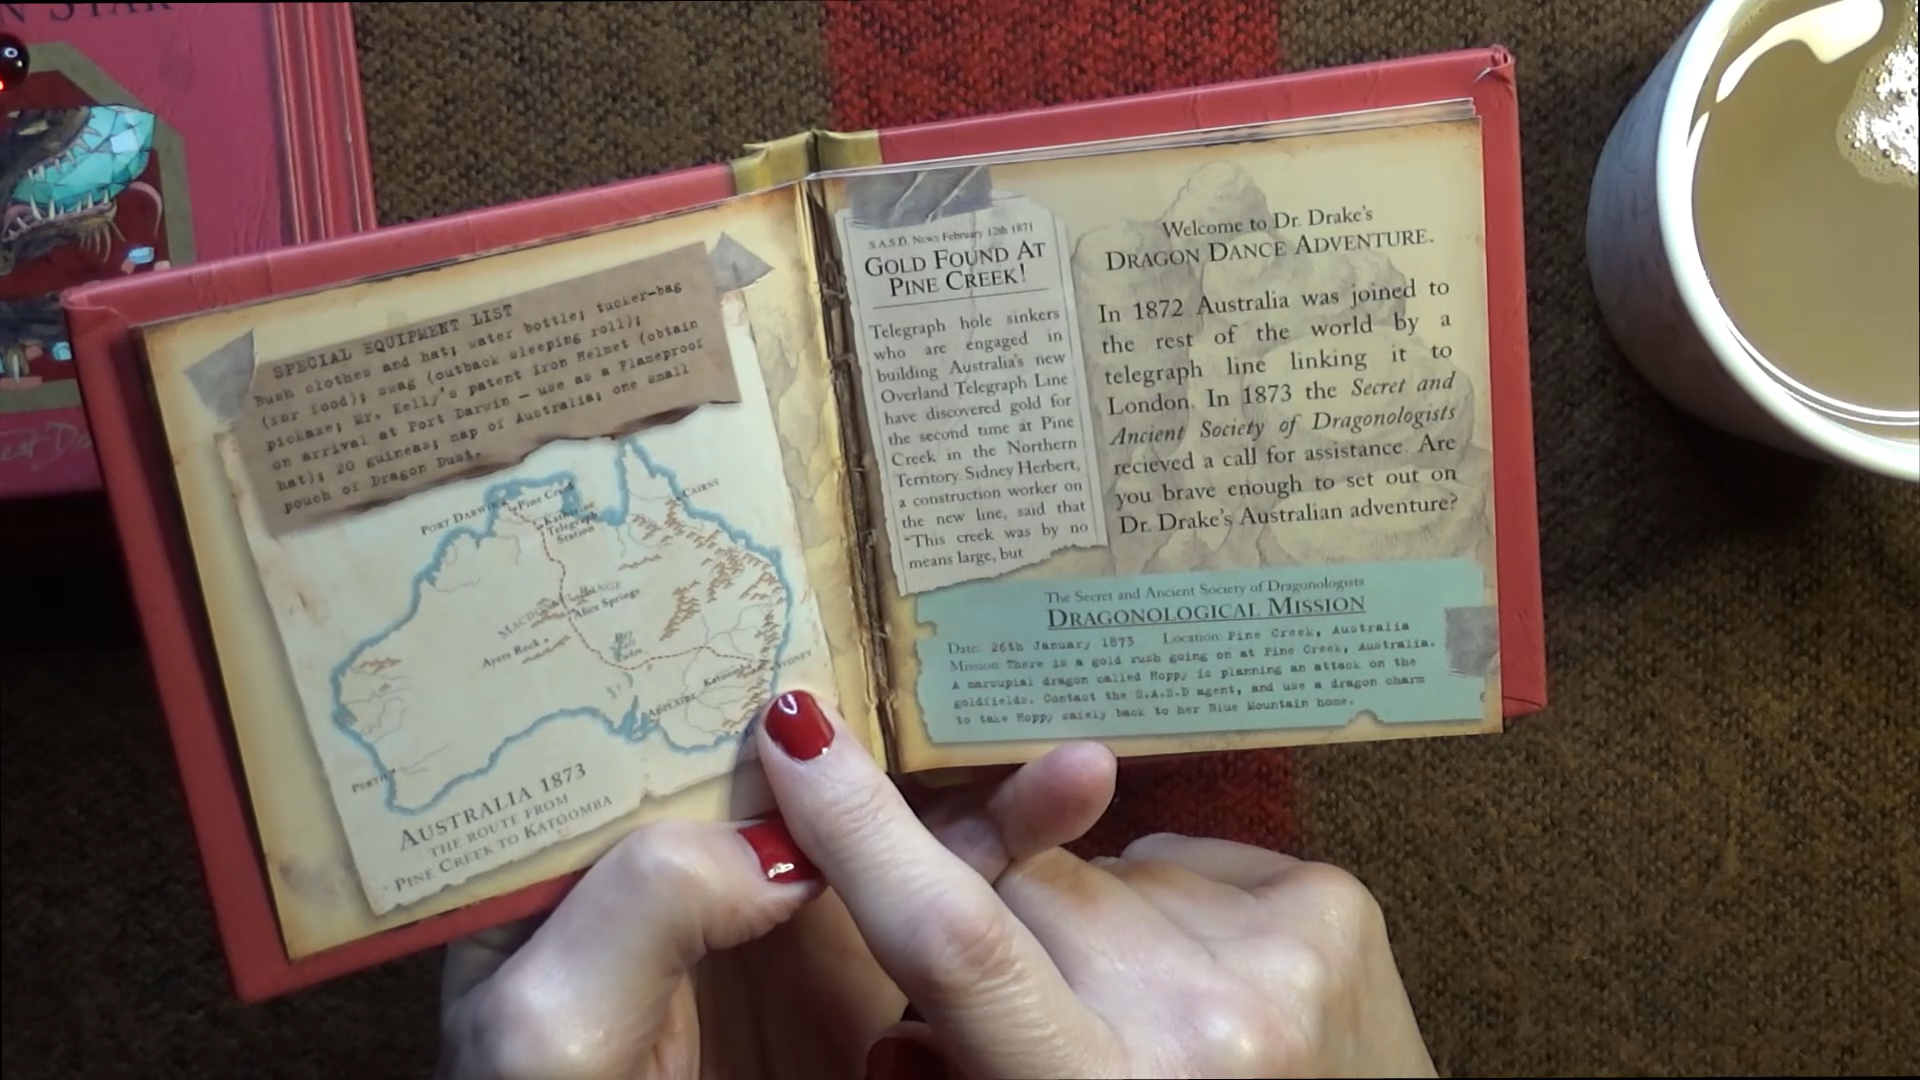 N STAR
SPECIAL EQUIPMENT LIST
Bush clothes and hat; water bottle; tucker-bag
(for food); swag (outback sleeping roll);
pickaxe; Mr. Kelly's patent Iron Helmet (obtain
on arrival at Port Darwin – use as a Flameproof
hat); 20 guineas; map of Australia; one small
pouch of Dragon Dust.
PORT DARWIN
Pine Creek
Katherine
Telegraph
Station
CAIRNS
RANGE
Alice Springs
Ayers Rock
SYDNEY
Katoomba
ADELAIDE
PERTH
AUSTRALIA 1873
THE ROUTE FROM
PINE CREEK TO KATOOMBA
S.A.S.D. NEWS February 12th 1871
GOLD FOUND AT
PINE CREEK!
Telegraph hole sinkers
who are engaged in
building Australia's new
Overland Telegraph Line
have discovered gold for
the second time at Pine
Creek in the Northern
Territory. Sidney Herbert,
a construction worker on
the new line, said that
"This creek was by no
means large, but
Welcome to Dr. Drake's
DRAGON DANCE ADVENTURE.
In 1872 Australia was joined to
the rest of the world by a
telegraph line linking it to
London. In 1873 the Secret and
Ancient Society of Dragonologists
recieved a call for assistance. Are
you brave enough to set out on
Dr. Drake's Australian adventure?
The Secret and Ancient Society of Dragonologists
DRAGONOLOGICAL MISSION
Date: 26th January 1873 Location: Pine Creek, Australia
Mission: There is a gold rush going on at Pine Creek, Australia.
A marsupial dragon called Hoppy is planning an attack on the
goldfields. Contact the S.A.S.D agent, and use a dragon charm
to take Hoppy safely back to her Blue Mountain home.